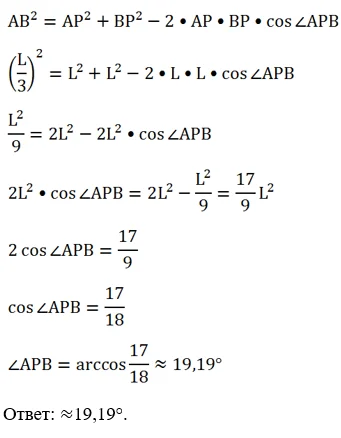 AB² = AP² + BP² − 2 • AP • BP • cos∠APB
(L/3)² = L² + L² − 2 • L • L • cos∠APB
L²/9 = 2L² − 2L² • cos∠APB
2L² • cos∠APB = 2L² − L²/9 = 17/9 L²
2 cos∠APB = 17/9
cos∠APB = 17/18
∠APB = arccos 17/18 ≈ 19,19°
Ответ: ≈19,19°.